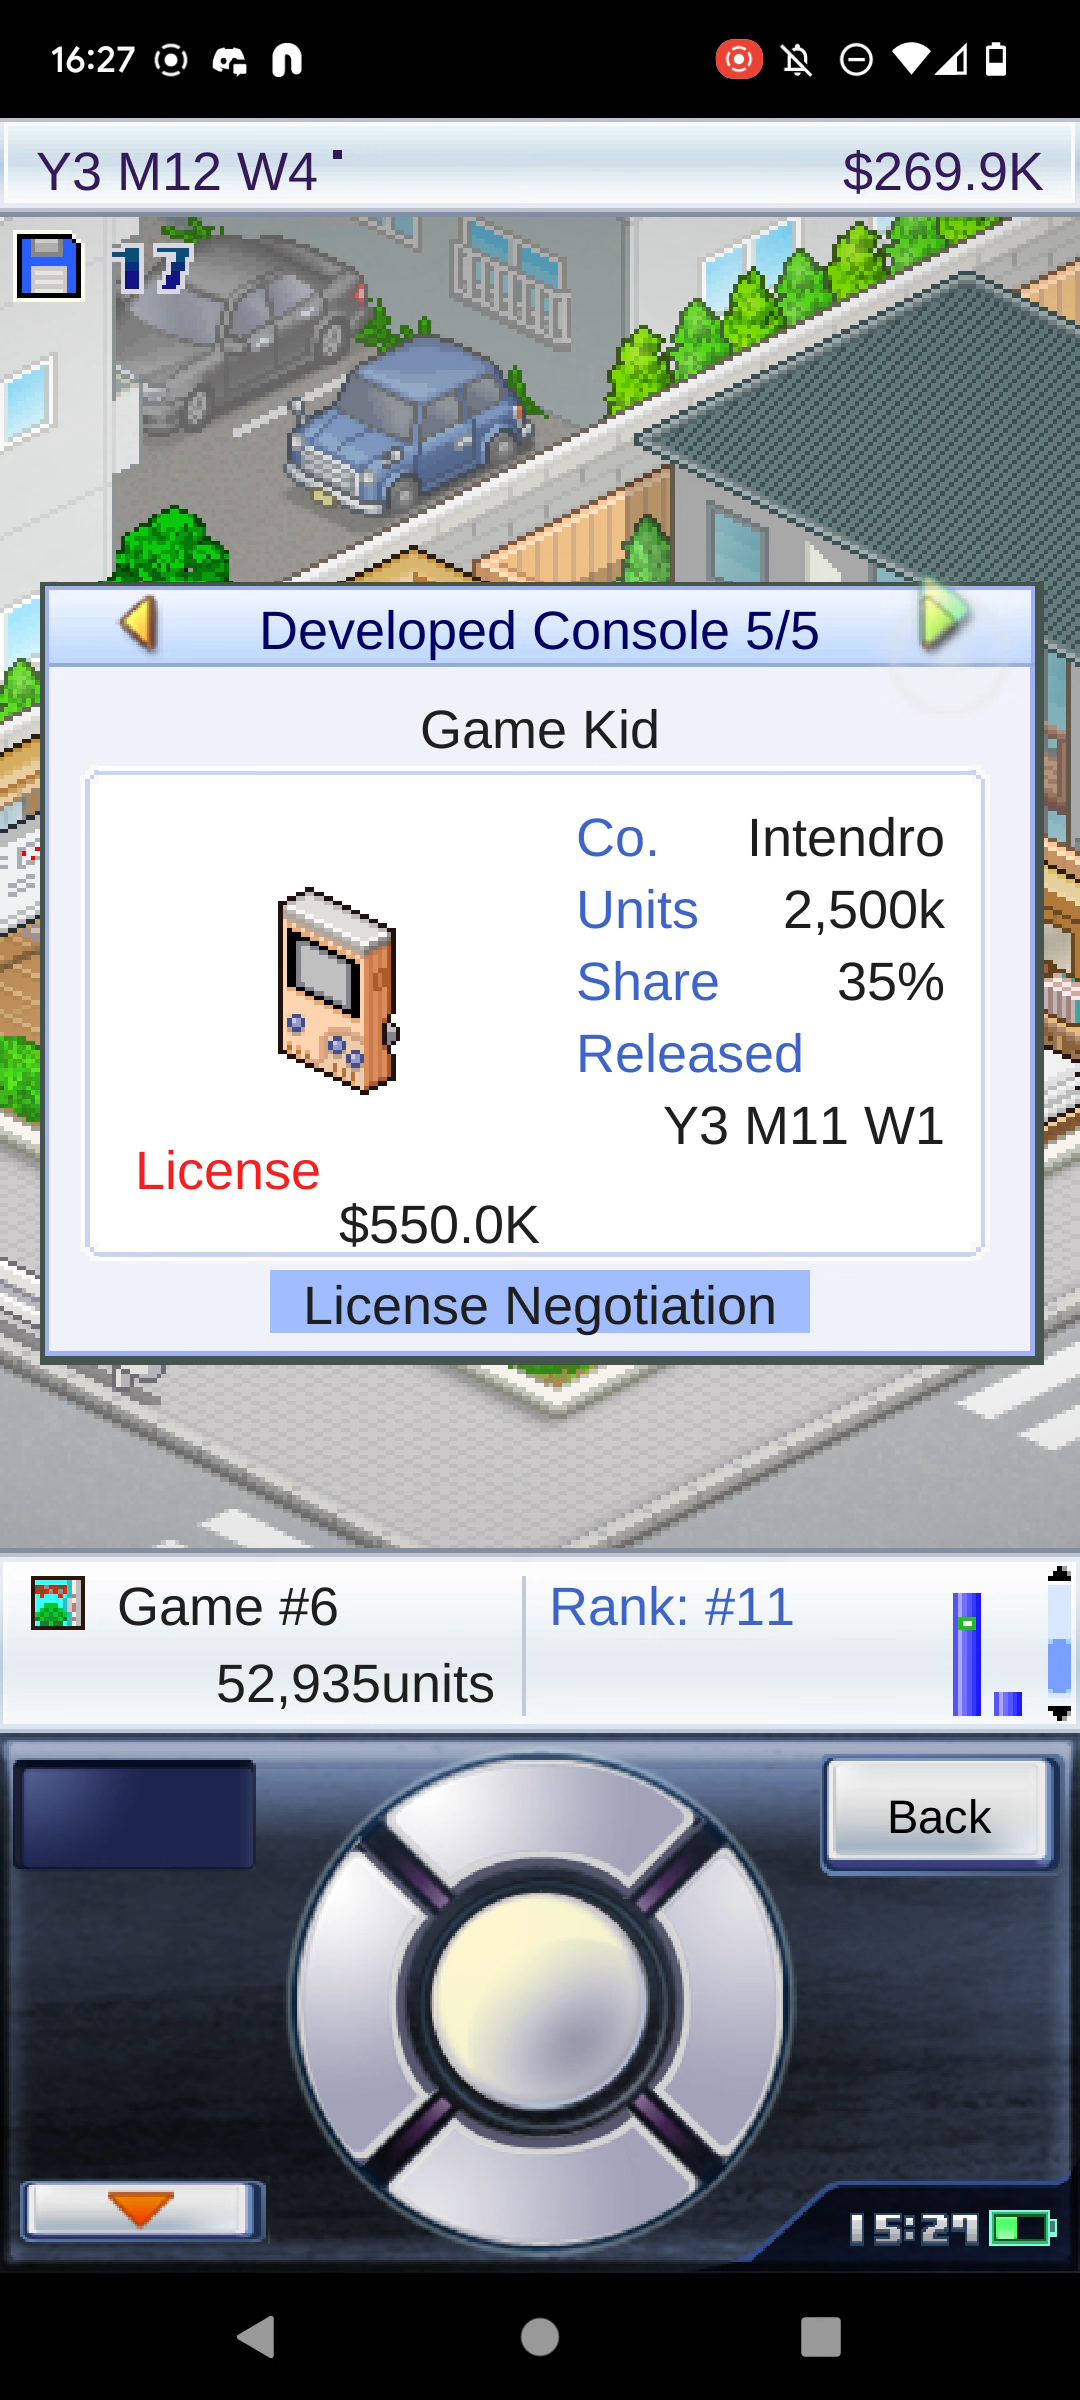 16:27
Y3 M12 W4
$269.9K
17
Developed Console 5/5
Game Kid
Co. Intendro
Units 2,500k
Share 35%
Released
Y3 M11 W1
License
$550.0K
License Negotiation
Game #6
Rank: #11
52,935units
Back
15:27